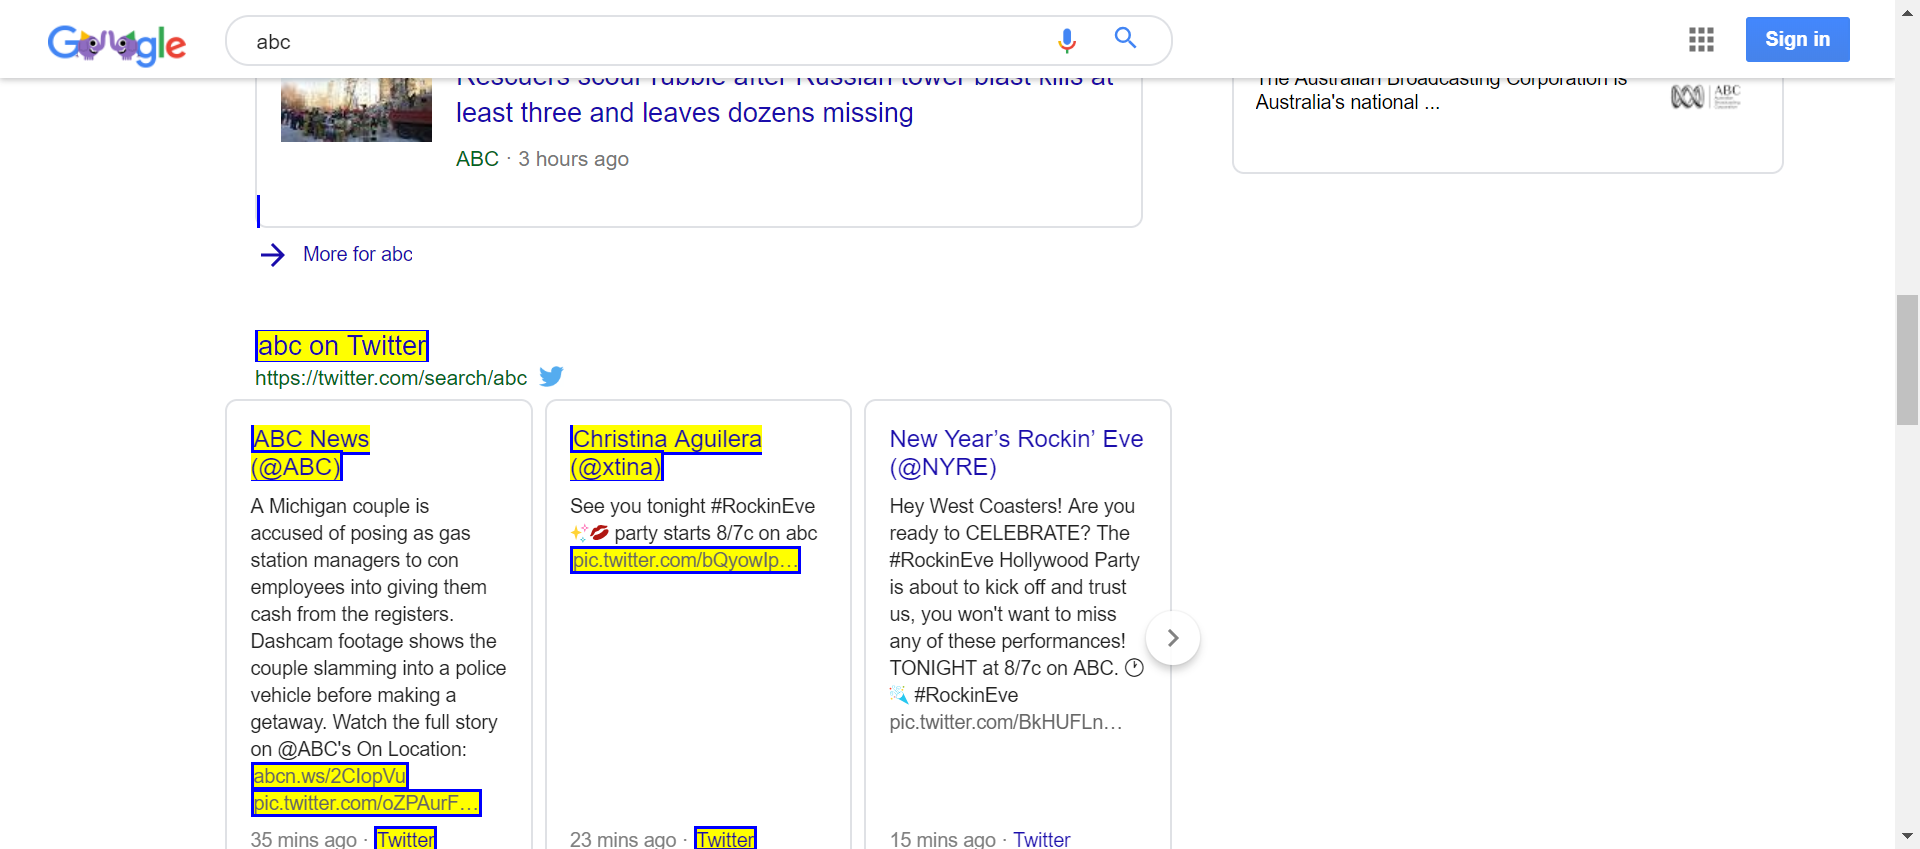 Google
abc
Sign in
Rescuers scour rubble after Russian tower blast kills at
least three and leaves dozens missing
ABC · 3 hours ago
The Australian Broadcasting Corporation is
Australia's national ...
ABC
Australian
Broadcasting
Corporation
More for abc
abc on Twitter
https://twitter.com/search/abc
ABC News
(@ABC)
A Michigan couple is
accused of posing as gas
station managers to con
employees into giving them
cash from the registers.
Dashcam footage shows the
couple slamming into a police
vehicle before making a
getaway. Watch the full story
on @ABC's On Location:
abcn.ws/2CIopVu
pic.twitter.com/oZPAurF…
35 mins ago · Twitter
Christina Aguilera
(@xtina)
See you tonight #RockinEve
✨💋 party starts 8/7c on abc
pic.twitter.com/bQyowIp…
23 mins ago · Twitter
New Year’s Rockin’ Eve
(@NYRE)
Hey West Coasters! Are you
ready to CELEBRATE? The
#RockinEve Hollywood Party
is about to kick off and trust
us, you won't want to miss
any of these performances!
TONIGHT at 8/7c on ABC. 🕐
🎉 #RockinEve
pic.twitter.com/BkHUFLn…
15 mins ago · Twitter